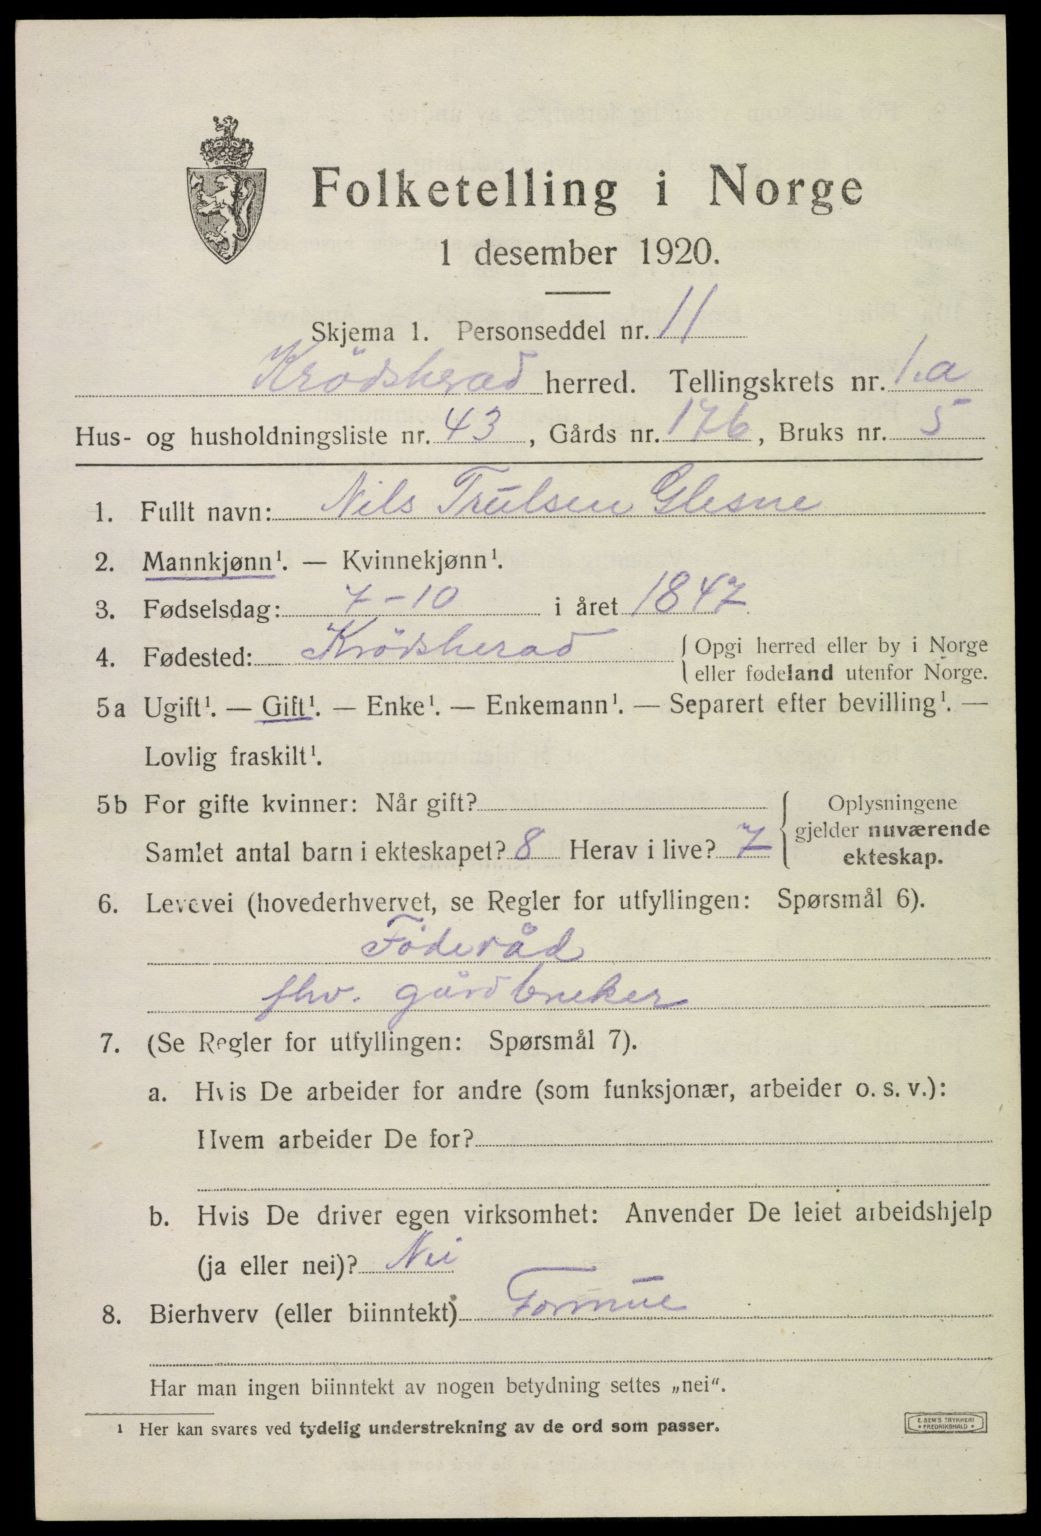 Folketelling i Norge
1 desember 1920.
Skjema 1. Personseddel nr. 11
Krödsherad herred. Tellingskrets nr. 1.a
Hus- og husholdningsliste nr. 43, Gårds nr. 176, Bruks nr. 5
1. Fullt navn: Nils Trulsen Glesne
2. Mannkjønn¹. — Kvinnekjønn¹.
3. Fødselsdag: 7-10 i året 1847
4. Fødested: Krödsherad { Opgi herred eller by i Norge
eller fødeland utenfor Norge.
5a Ugift¹. — Gift¹. — Enke¹. — Enkemann¹. — Separert efter bevilling¹. —
Lovlig fraskilt¹.
5b For gifte kvinner: Når gift?
Samlet antal barn i ekteskapet? 8 Herav i live? 7
Oplysningene
gjelder nuværende
ekteskap.
6. Levevei (hovederhvervet, se Regler for utfyllingen: Spørsmål 6).
Föderåd
fhv. gårdbruker
7. (Se Regler for utfyllingen: Spørsmål 7).
a. Hvis De arbeider for andre (som funksjonær, arbeider o. s. v.):
Hvem arbeider De for?
b. Hvis De driver egen virksomhet: Anvender De leiet arbeidshjelp
(ja eller nei)? Nei
8. Bierhverv (eller biinntekt) Formue
Har man ingen biinntekt av nogen betydning settes „nei“.
¹ Her kan svares ved tydelig understrekning av de ord som passer.
E. SEM'S TRYKKERI
FREDRIKSHALD